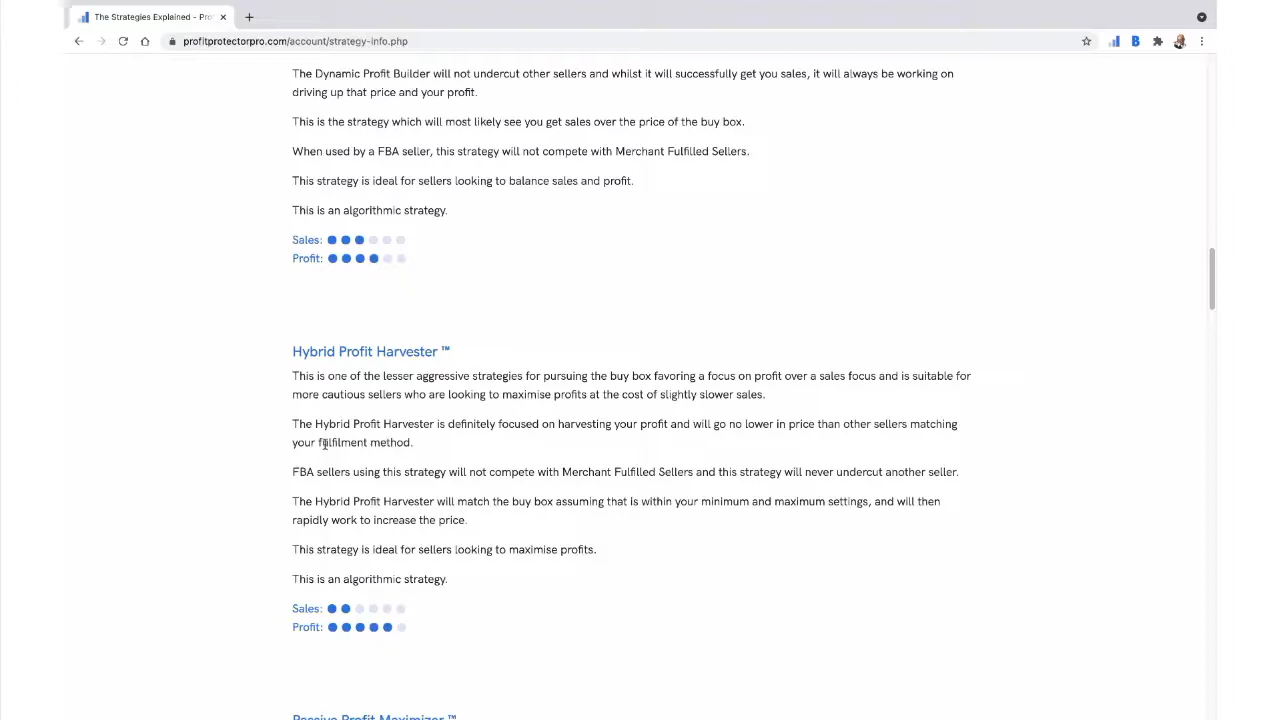 The Strategies Explained - Pro
profitprotectorpro.com/account/strategy-info.php
The Dynamic Profit Builder will not undercut other sellers and whilst it will successfully get you sales, it will always be working on
driving up that price and your profit.
This is the strategy which will most likely see you get sales over the price of the buy box.
When used by a FBA seller, this strategy will not compete with Merchant Fulfilled Sellers.
This strategy is ideal for sellers looking to balance sales and profit.
This is an algorithmic strategy.
Sales:
Profit:
Hybrid Profit Harvester ™
This is one of the lesser aggressive strategies for pursuing the buy box favoring a focus on profit over a sales focus and is suitable for
more cautious sellers who are looking to maximise profits at the cost of slightly slower sales.
The Hybrid Profit Harvester is definitely focused on harvesting your profit and will go no lower in price than other sellers matching
your fulfilment method.
FBA sellers using this strategy will not compete with Merchant Fulfilled Sellers and this strategy will never undercut another seller.
The Hybrid Profit Harvester will match the buy box assuming that is within your minimum and maximum settings, and will then
rapidly work to increase the price.
This strategy is ideal for sellers looking to maximise profits.
This is an algorithmic strategy.
Sales:
Profit:
Passive Profit Maximizer ™